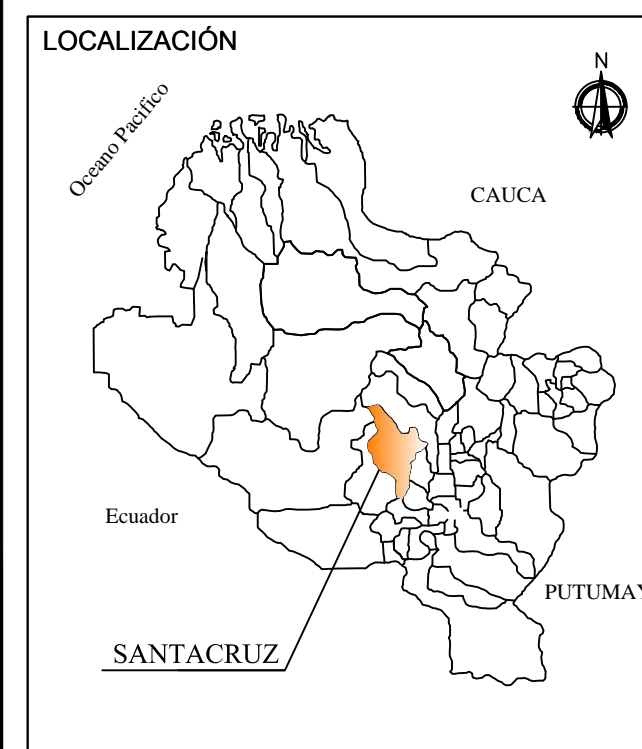 LOCALIZACIÓN
N
Oceano Pacifico
CAUCA
Ecuador
PUTUMAY
SANTACRUZ